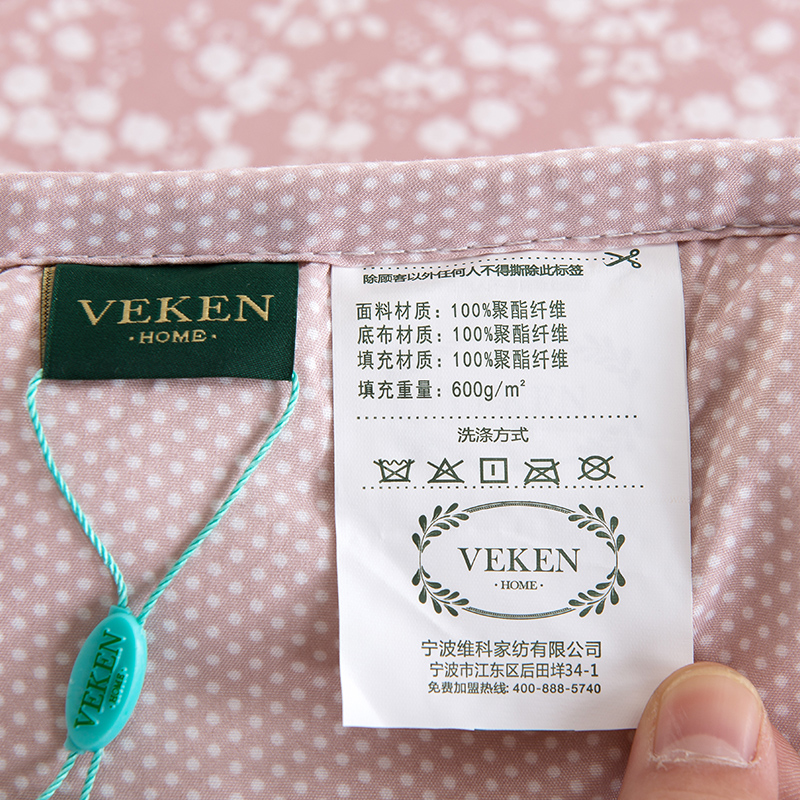 VEKEN
·HOME·
除顾客以外任何人不得撕除此标签
面料材质：100%聚酯纤维
底布材质：100%聚酯纤维
填充材质：100%聚酯纤维
填充重量：600g/m²
洗涤方式
VEKEN
·HOME·
宁波维科家纺有限公司
宁波市江东区后田垟34-1
免费加盟热线: 400-888-5740
VEKEN
·HOME·